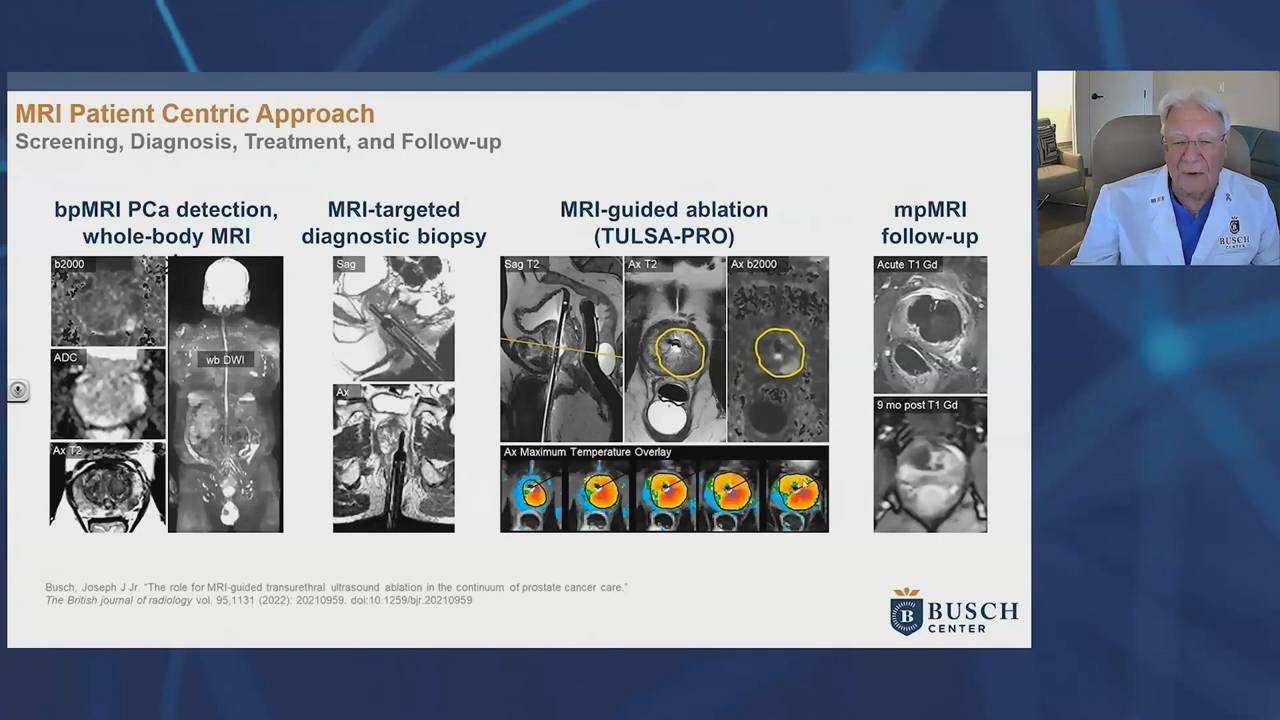 MRI Patient Centric Approach
Screening, Diagnosis, Treatment, and Follow-up
bpMRI PCa detection,
whole-body MRI
b2000
ADC
Ax T2
wb DWI
MRI-targeted
diagnostic biopsy
Sag
Ax
MRI-guided ablation
(TULSA-PRO)
Sag T2
Ax T2
Ax b2000
Ax Maximum Temperature Overlay
mpMRI
follow-up
Acute T1 Gd
9 mo post T1 Gd
Busch, Joseph J Jr. “The role for MRI-guided transurethral ultrasound ablation in the continuum of prostate cancer care.”
The British journal of radiology vol. 95,1131 (2022): 20210959. doi:10.1259/bjr.20210959
B
BUSCH
CENTER
BUSCH
CENTER